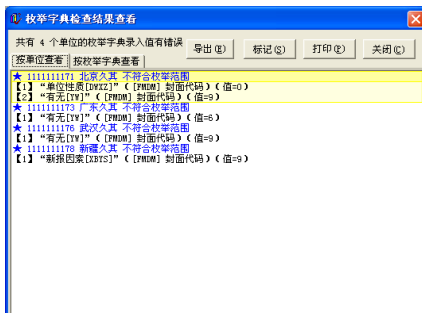 枚举字典检查结果查看
共有 4 个单位的枚举字典录入值有错误
导出(E) 标记(S) 打印(P) 关闭(C)
按单位查看 按枚举字典查看
★ 1111111171 北京久其 不符合枚举范围
【1】 “单位性质[DWXZ]” ( [FMDM] 封面代码) ( 值=0)
【2】 “有无[YW]” ( [FMDM] 封面代码) ( 值=9)
★ 1111111173 广东久其 不符合枚举范围
【1】 “有无[YW]” ( [FMDM] 封面代码) ( 值=6)
★ 1111111176 武汉久其 不符合枚举范围
【1】 “有无[YW]” ( [FMDM] 封面代码) ( 值=9)
★ 1111111178 新疆久其 不符合枚举范围
【1】 “新报因素[XBYS]” ( [FMDM] 封面代码) ( 值=9)